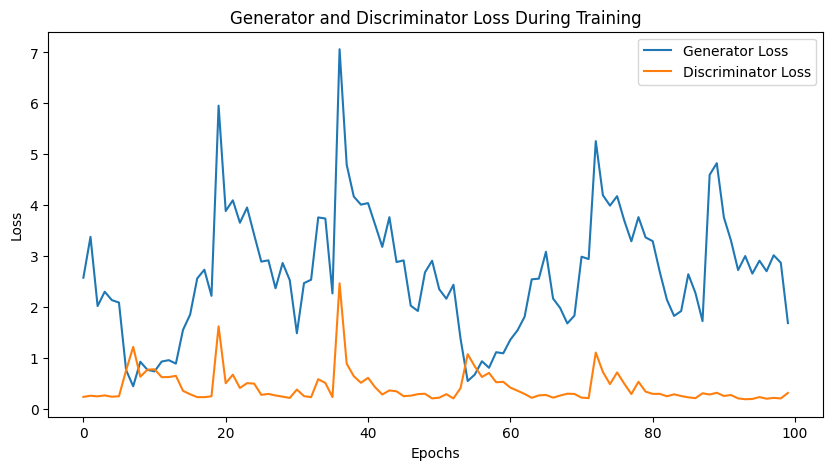 Generator and Discriminator Loss During Training
Generator Loss
Discriminator Loss
Loss
7
6
5
4
3
2
1
0
0 20 40 60 80 100
Epochs